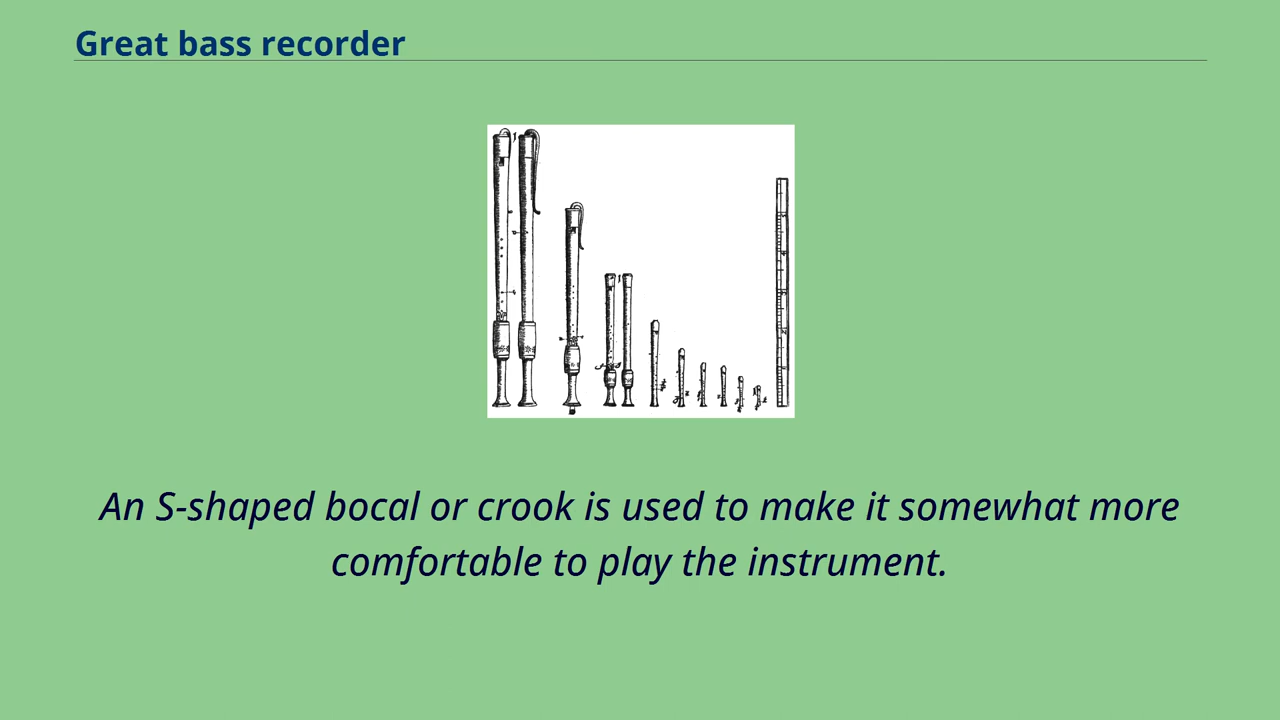 Great bass recorder
An S-shaped bocal or crook is used to make it somewhat more
comfortable to play the instrument.